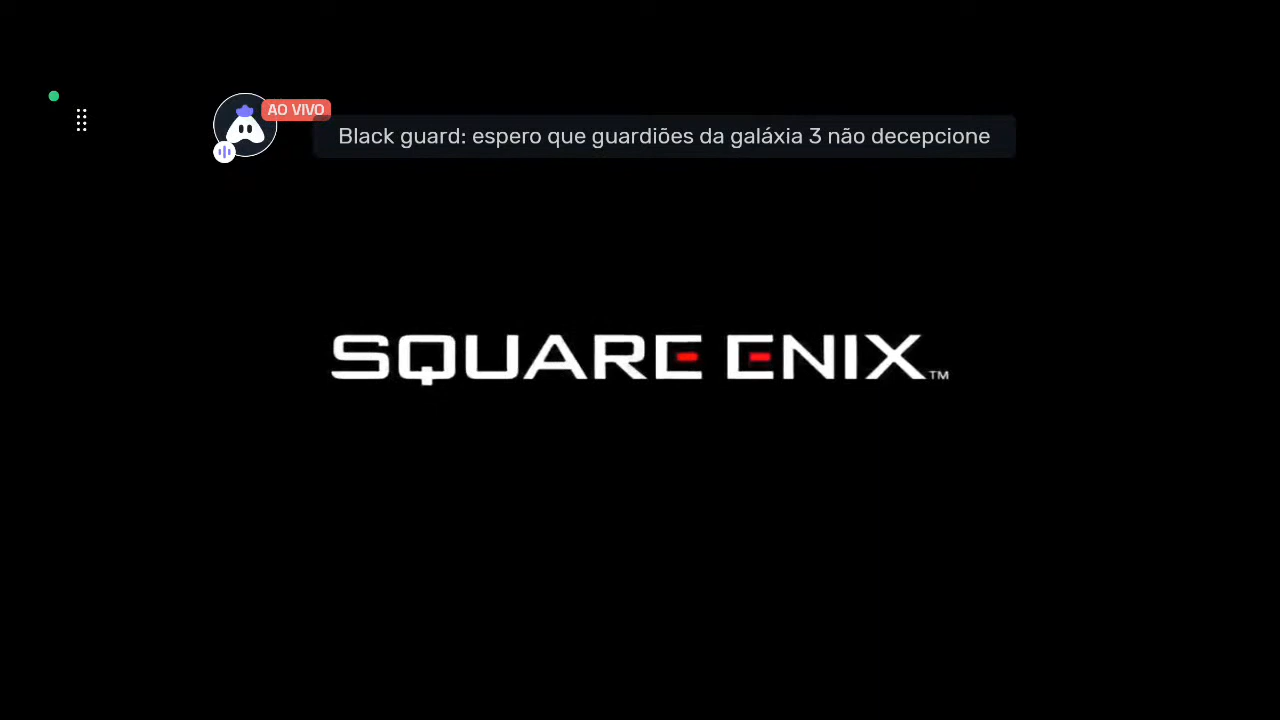 AO VIVO
Black guard: espero que guardiões da galáxia 3 não decepcione
SQUARE ENIX™